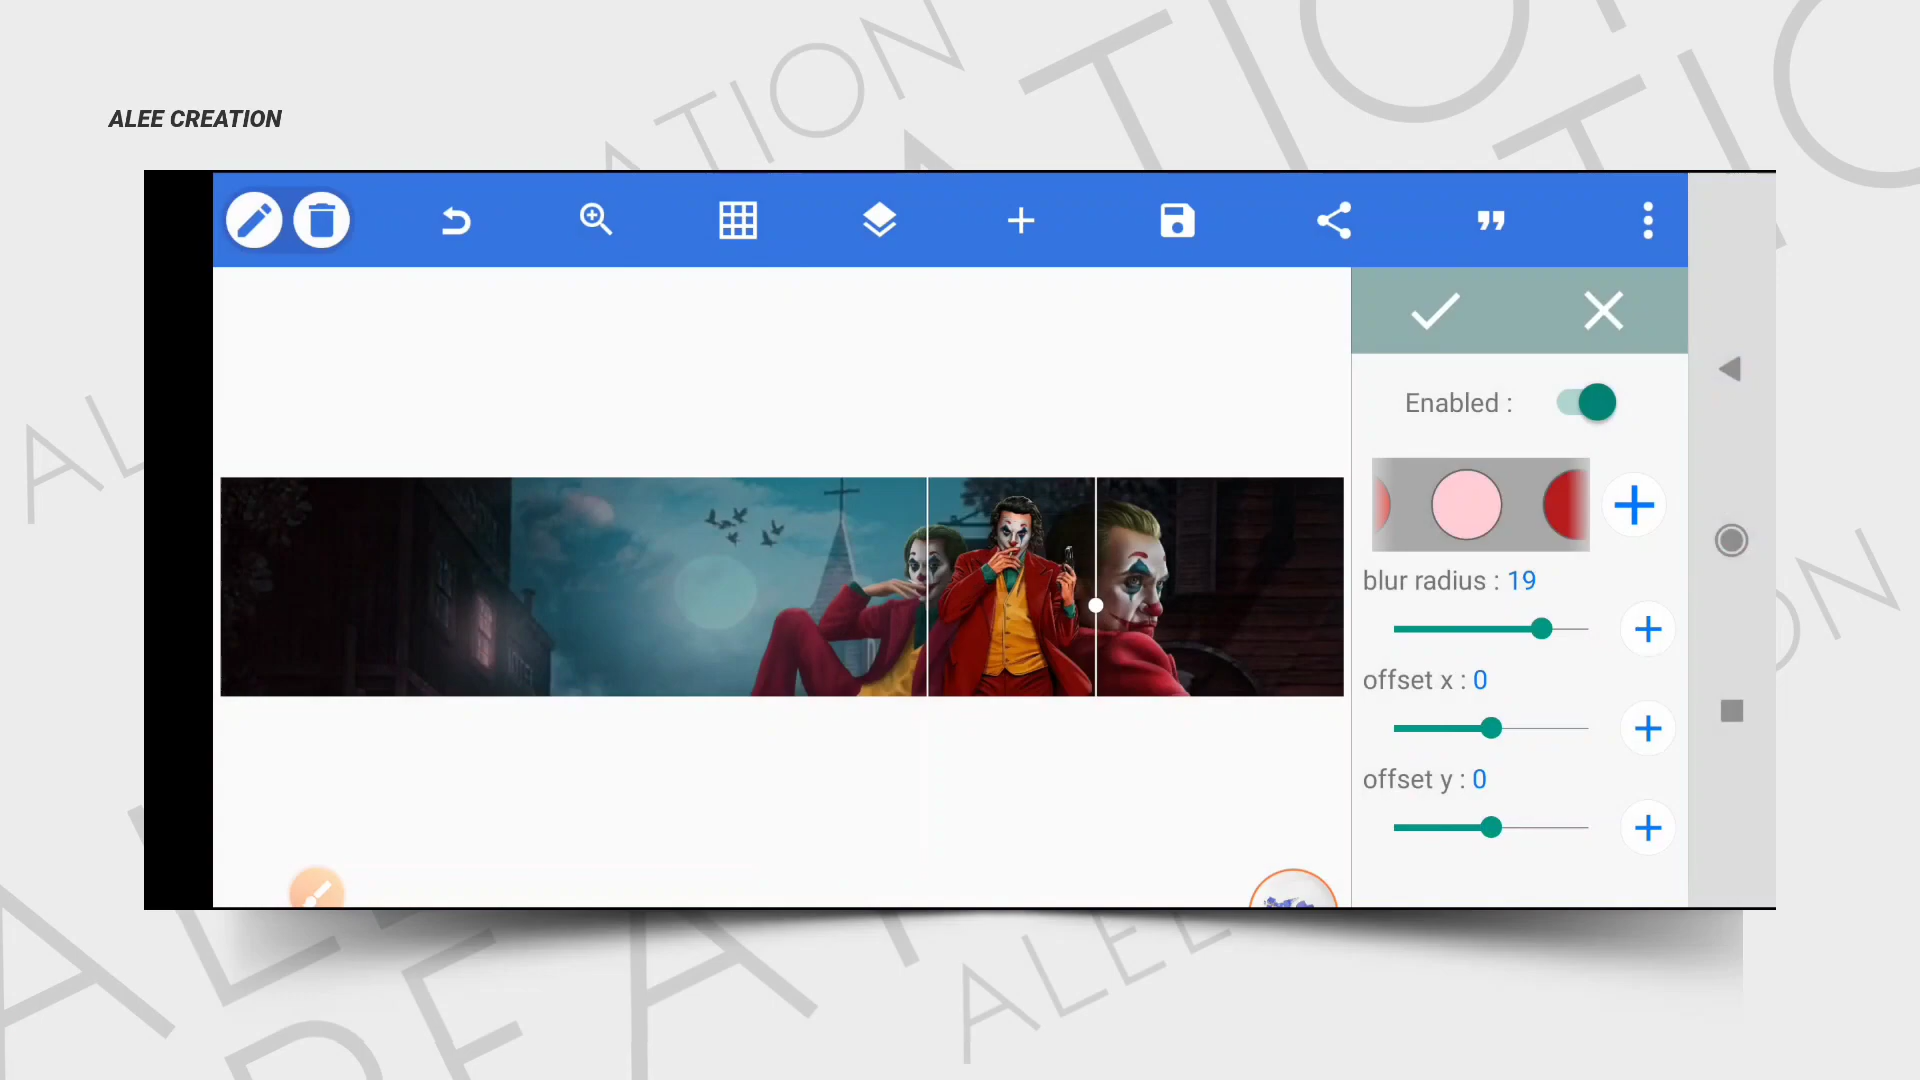 ALEE CREATION
Enabled :
blur radius : 19
offset x : 0
offset y : 0